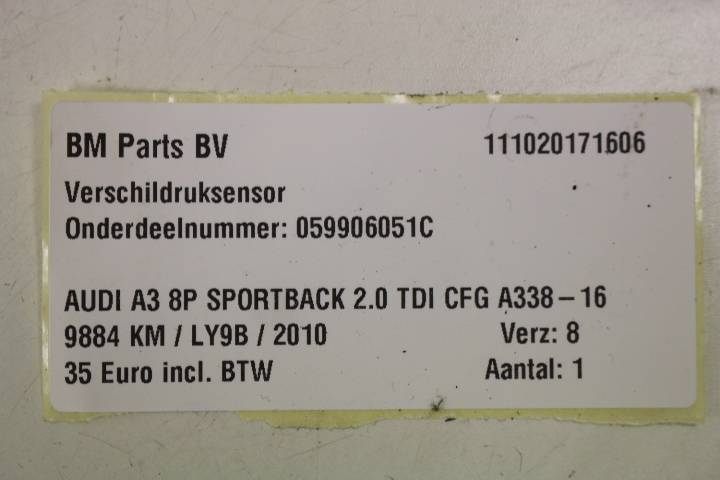 BM Parts BV 111020171606
Verschildruksensor
Onderdeelnummer: 059906051C
AUDI A3 8P SPORTBACK 2.0 TDI CFG A338-16
9884 KM / LY9B / 2010 Verz: 8
35 Euro incl. BTW Aantal: 1